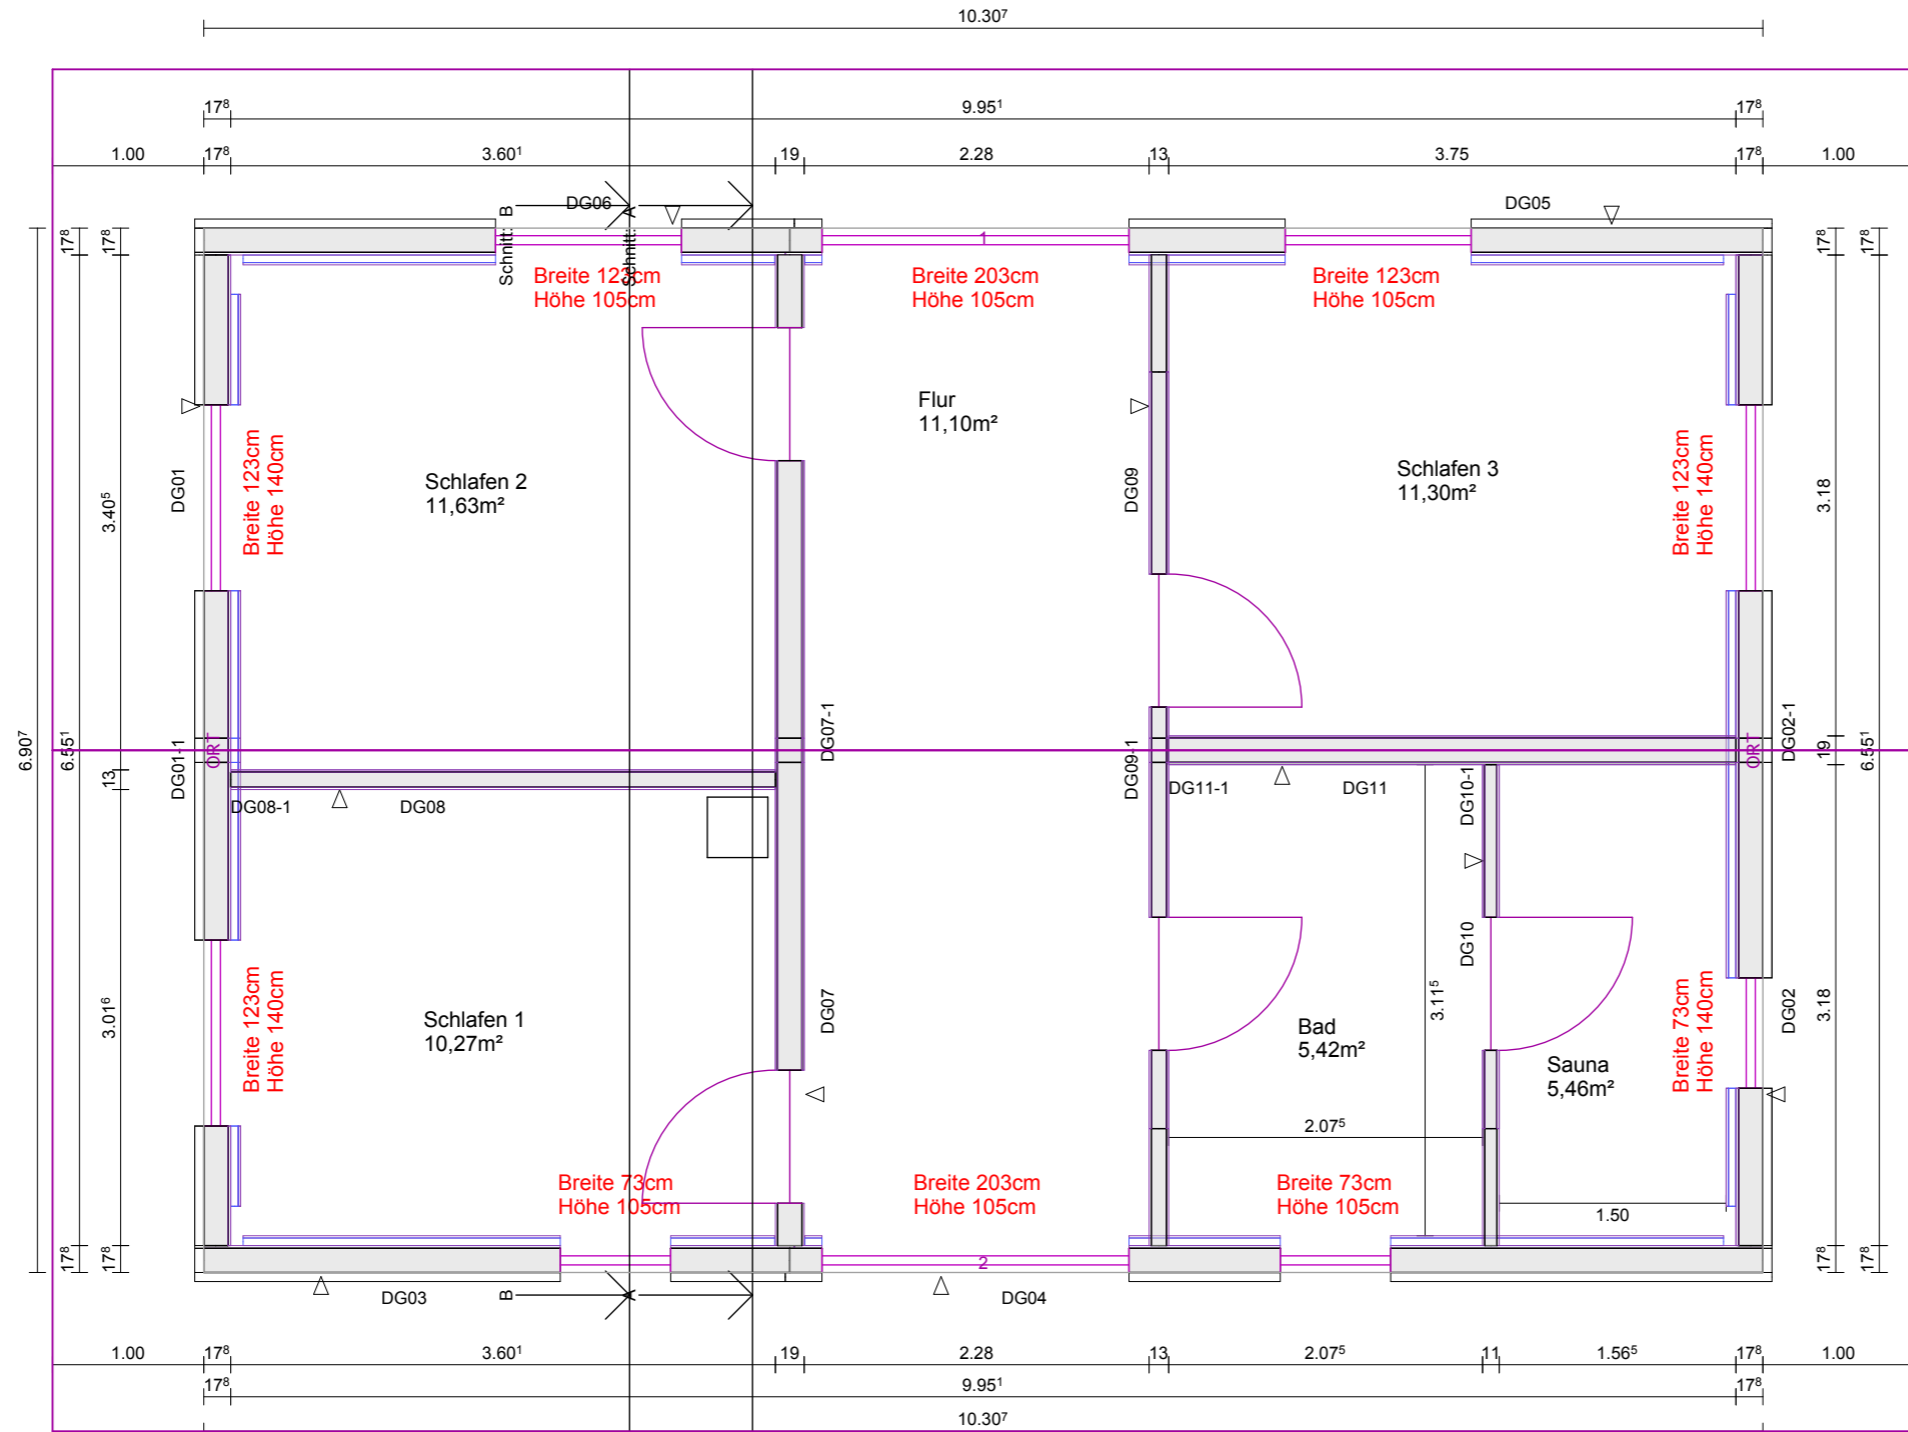 10.30⁷
17⁸ 9.95¹ 17⁸
1.00 17⁸ 3.60¹ 19 2.28 13 3.75 17⁸ 1.00
DG06 DG05
Schnitt: B
Schnitt: A
1
17⁸ 17⁸ 17⁸ 17⁸
Breite 123cm
Höhe 105cm
Breite 203cm
Höhe 105cm
Breite 123cm
Höhe 105cm
Flur
11,10m²
Schlafen 2
11,63m²
Schlafen 3
11,30m²
Breite 123cm
Höhe 140cm
Breite 123cm
Höhe 140cm
DG01
DG09
3.40⁵
3.18
6.90⁷
6.55¹
13
DG01-1
ORT
DG07-1
DG09-1
ORT
DG02-1
19
6.55¹
DG08-1 DG08
DG11-1 DG11
DG10-1
DG10
3.11⁵
DG07
DG02
3.01⁶
3.18
Breite 123cm
Höhe 140cm
Schlafen 1
10,27m²
Bad
5,42m²
Sauna
5,46m²
Breite 73cm
Höhe 140cm
2.07⁵
1.50
Breite 73cm
Höhe 105cm
Breite 203cm
Höhe 105cm
Breite 73cm
Höhe 105cm
17⁸ 17⁸ 17⁸ 17⁸
2
DG03 B A DG04
1.00 17⁸ 3.60¹ 19 2.28 13 2.07⁵ 11 1.56⁵ 17⁸ 1.00
17⁸ 9.95¹ 17⁸
10.30⁷